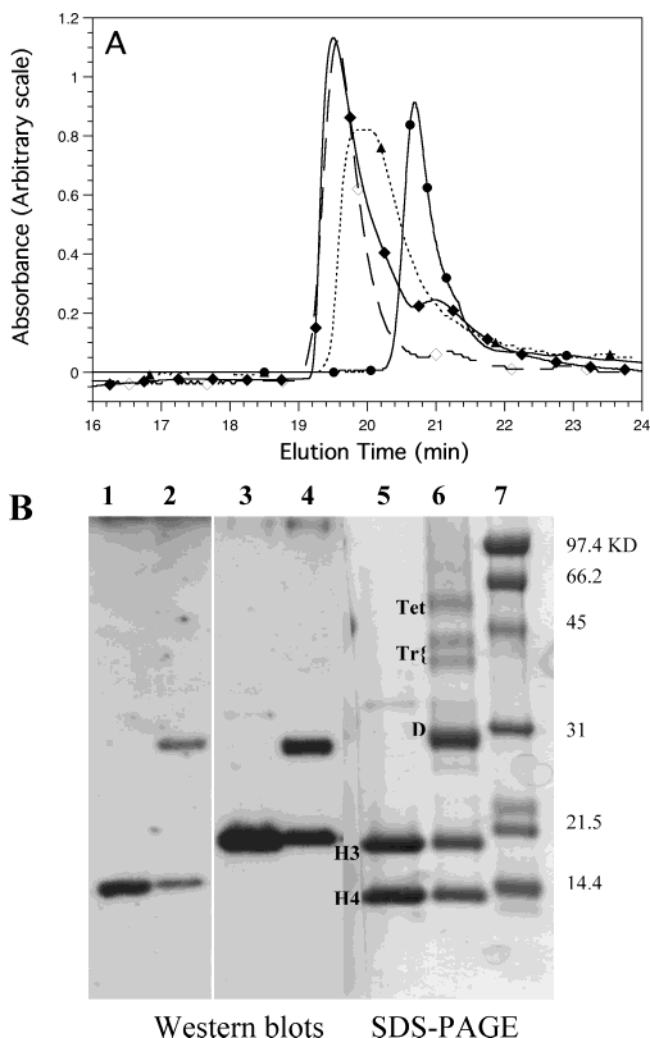 A
1.2
1
0.8
0.6
0.4
0.2
0
Absorbance (Arbitrary scale)
16 17 18 19 20 21 22 23 24
Elution Time (min)
B
1 2 3 4 5 6 7
97.4 KD
66.2
Tet
45
Tr{
D
31
21.5
H3
14.4
H4
Western blots SDS-PAGE